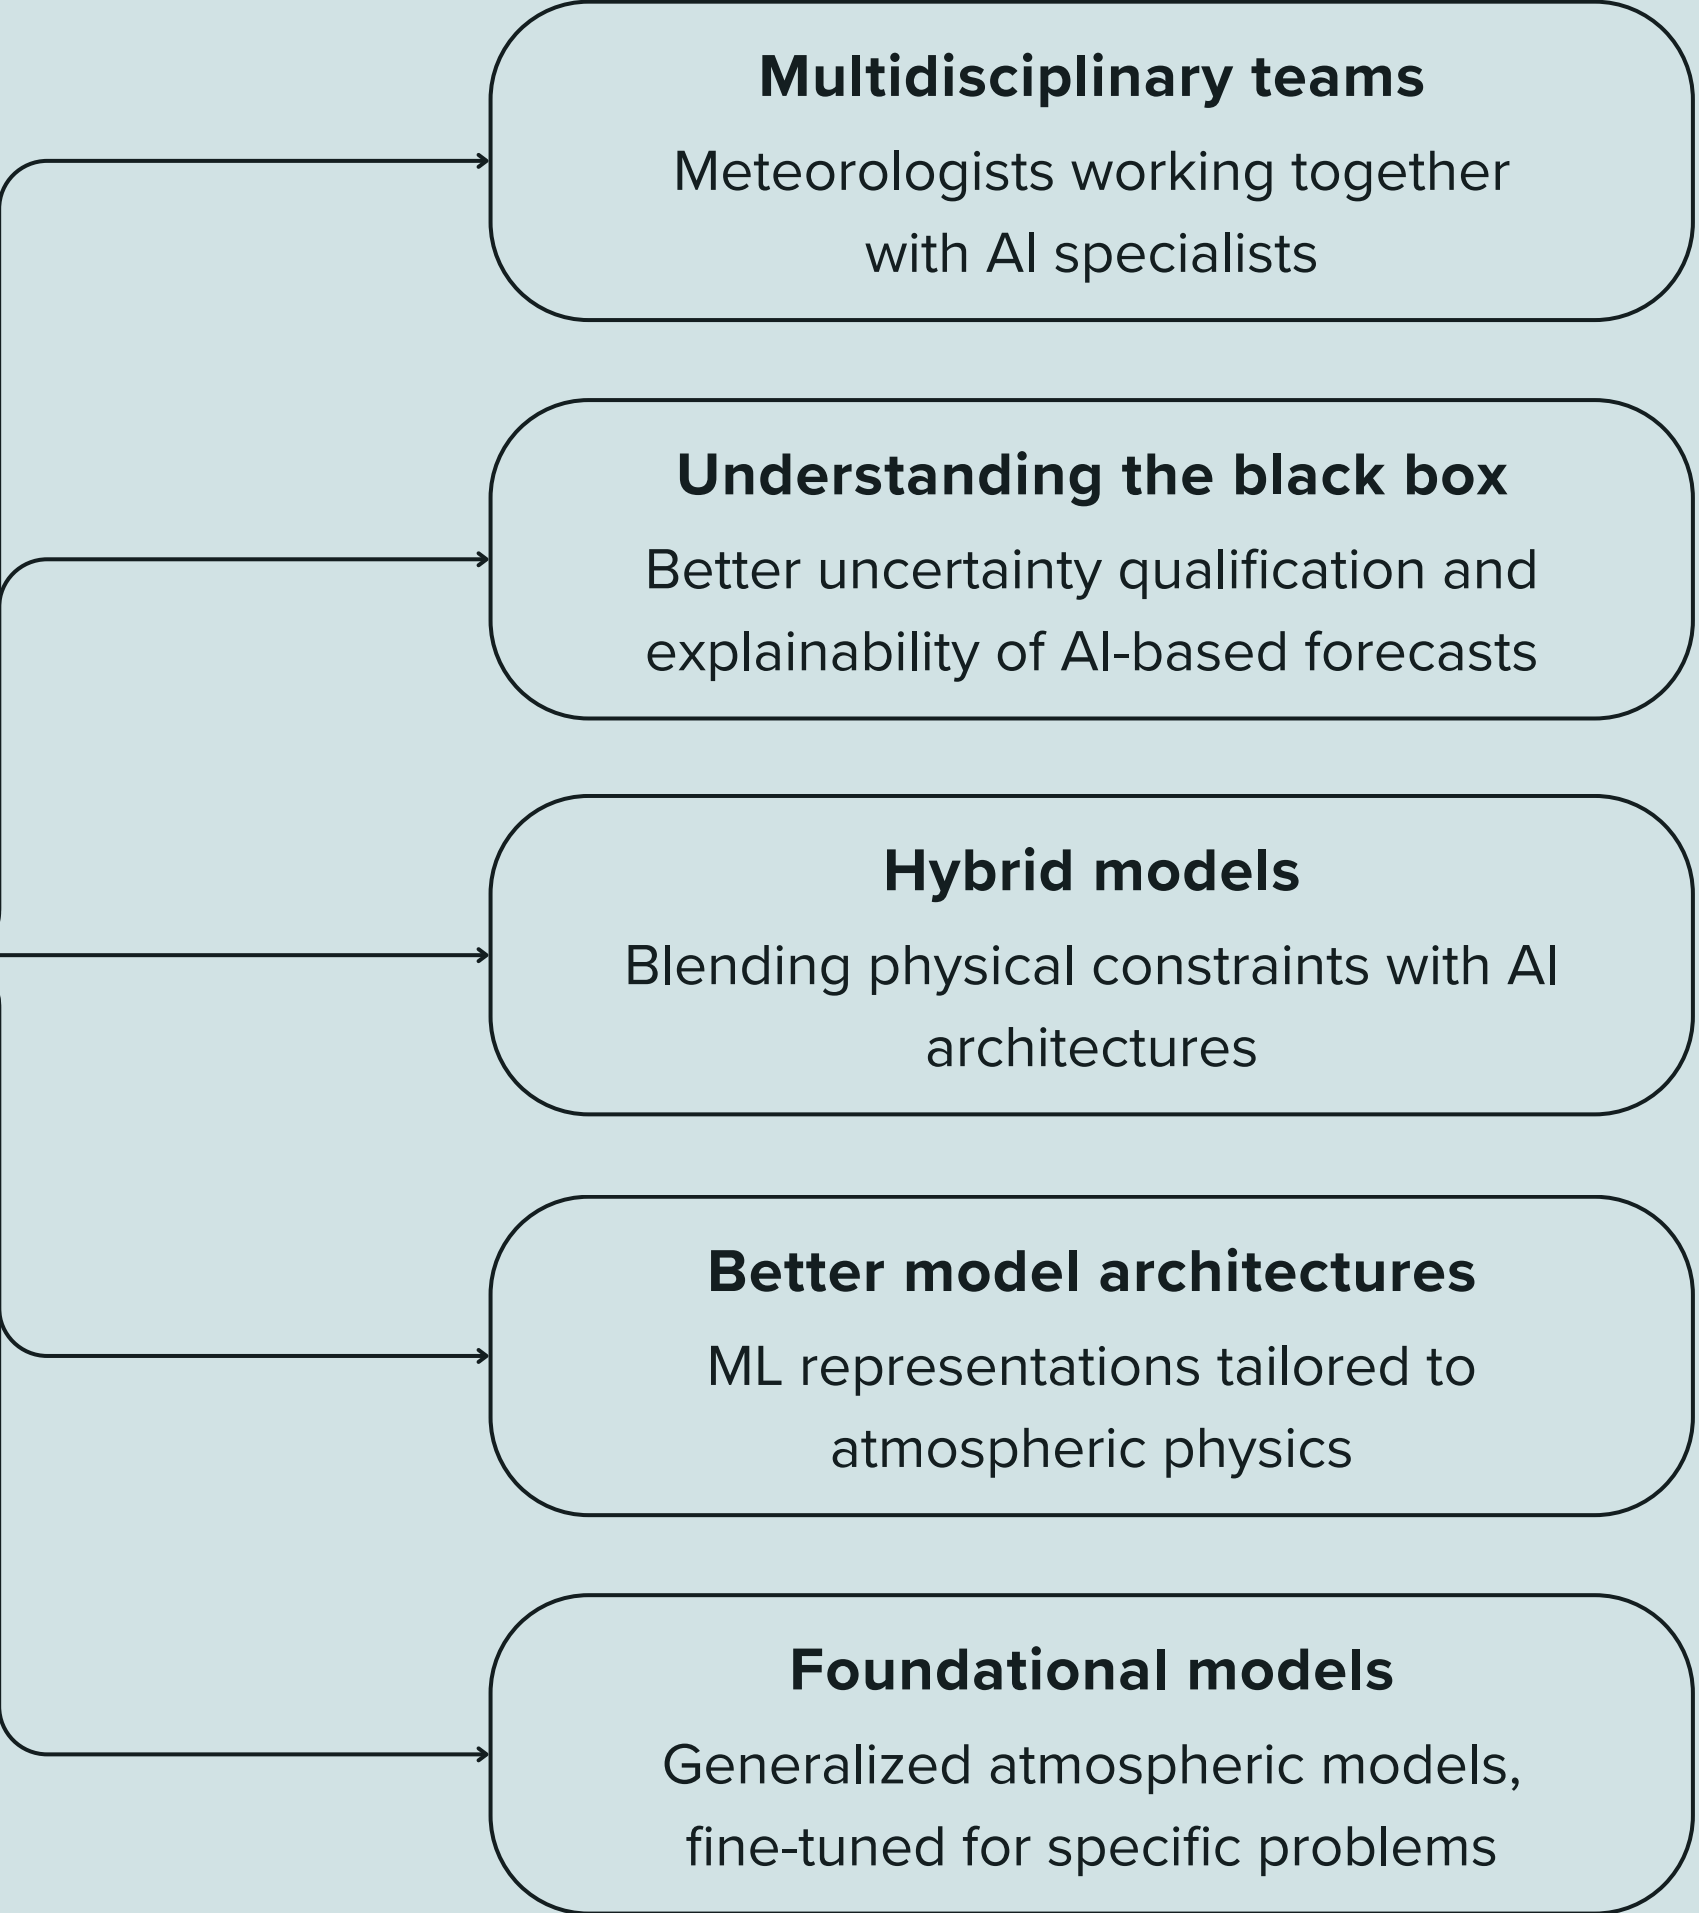 Multidisciplinary teams
Meteorologists working together
with AI specialists
Understanding the black box
Better uncertainty qualification and
explainability of AI-based forecasts
Hybrid models
Blending physical constraints with AI
architectures
Better model architectures
ML representations tailored to
atmospheric physics
Foundational models
Generalized atmospheric models,
fine-tuned for specific problems